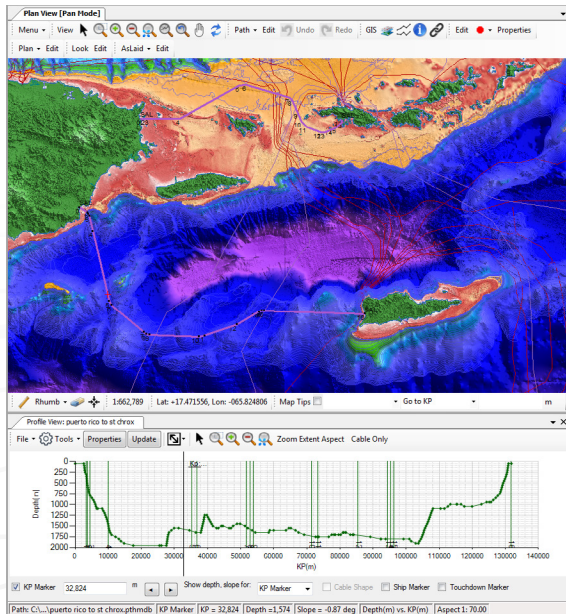 Plan View [Pan Mode]
Menu View Path Edit Undo Redo GIS Edit Properties
Plan Edit Look Edit AsLaid Edit
SAL
Rhumb 1:662,789 Lat: +17.471556, Lon: -065.824806 Map Tips Go to KP m
Profile View: puerto rico to st chrox
File Tools Properties Update Zoom Extent Aspect Cable Only
Kp
Depth(m)
0
250
500
750
1000
1250
1500
1750
2000
0 10000 20000 30000 40000 50000 60000 70000 80000 90000 100000 110000 120000 130000 140000
KP(m)
KP Marker 32,824 m Show depth, slope for: KP Marker Cable Shape Ship Marker Touchdown Marker
Path: C:\...\puerto rico to st chrox.pthmdb KP Marker KP = 32,824 Depth =1,574 Slope = -0.87 deg Depth(m) vs. KP(m) Aspect 1: 70.00